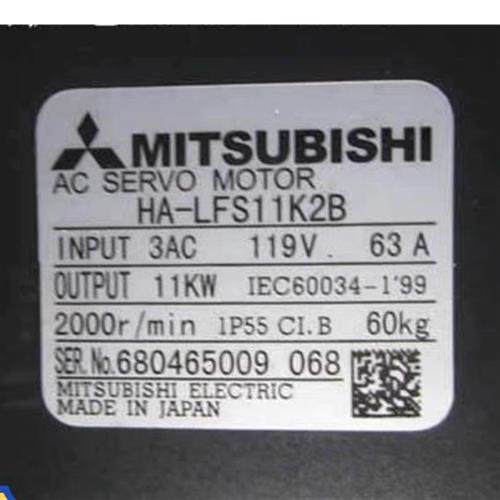 MITSUBISHI
AC SERVO MOTOR
HA-LFS11K2B
INPUT 3AC 119V. 63 A
OUTPUT 11KW IEC60034-1'99
2000r/min 1P55 CI.B 60kg
SER.No.680465009 068
MITSUBISHI ELECTRIC
MADE IN JAPAN